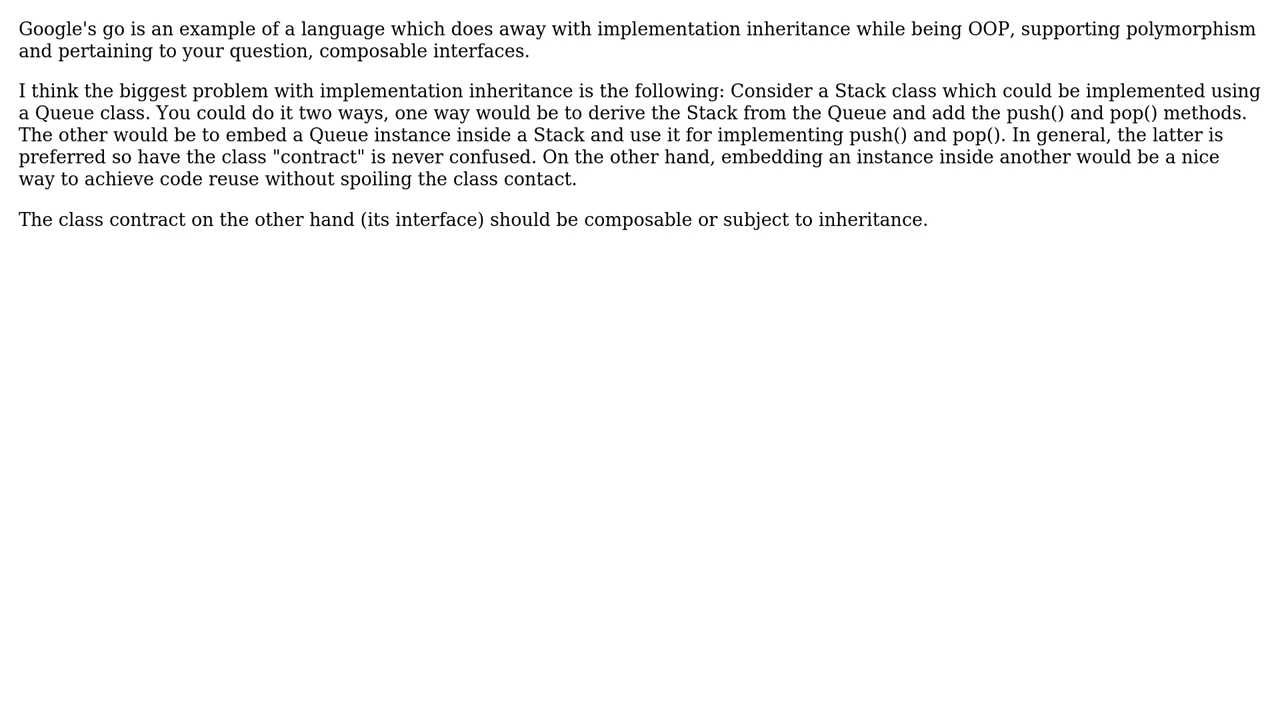 Google's go is an example of a language which does away with implementation inheritance while being OOP, supporting polymorphism
and pertaining to your question, composable interfaces.
I think the biggest problem with implementation inheritance is the following: Consider a Stack class which could be implemented using
a Queue class. You could do it two ways, one way would be to derive the Stack from the Queue and add the push() and pop() methods.
The other would be to embed a Queue instance inside a Stack and use it for implementing push() and pop(). In general, the latter is
preferred so have the class "contract" is never confused. On the other hand, embedding an instance inside another would be a nice
way to achieve code reuse without spoiling the class contact.
The class contract on the other hand (its interface) should be composable or subject to inheritance.